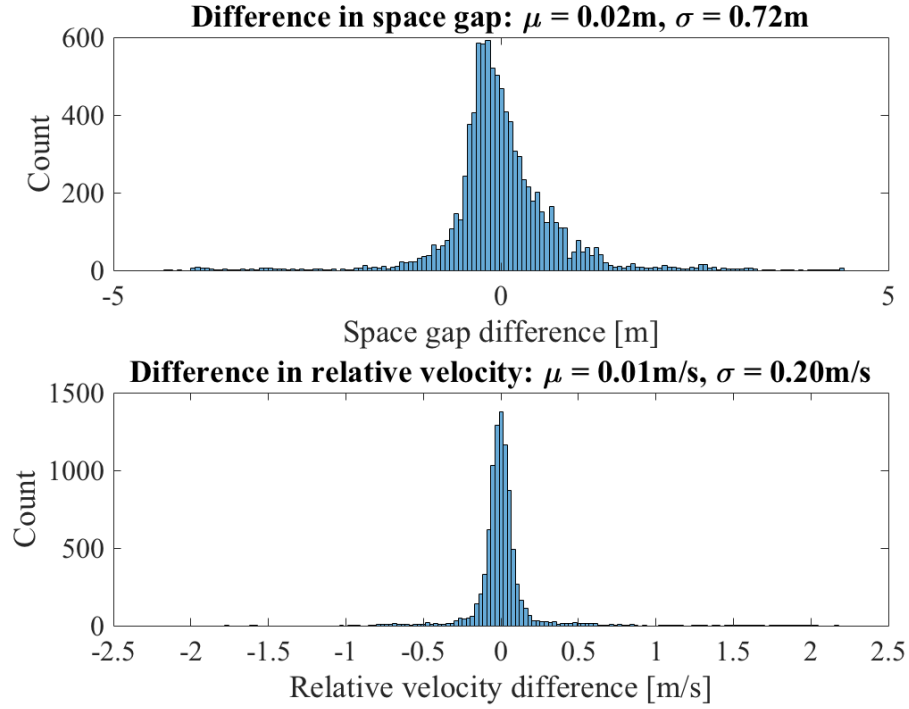 Difference in space gap: μ = 0.02m, σ = 0.72m
600
400
200
0
Count
-5 0 5
Space gap difference [m]
Difference in relative velocity: μ = 0.01m/s, σ = 0.20m/s
1500
1000
500
0
Count
-2.5 -2 -1.5 -1 -0.5 0 0.5 1 1.5 2 2.5
Relative velocity difference [m/s]